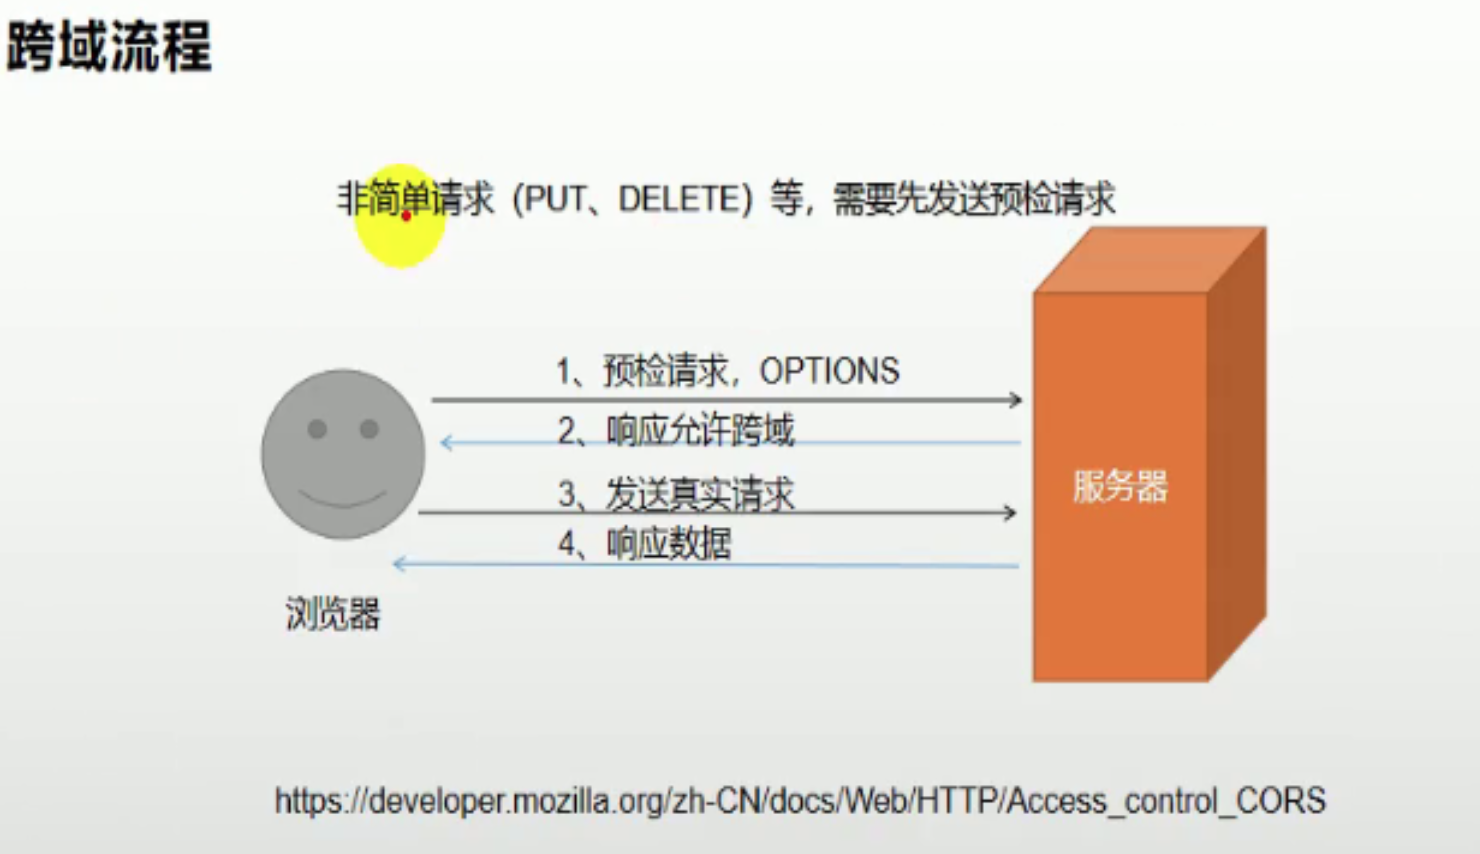 跨域流程
非简单请求（PUT、DELETE）等，需要先发送预检请求
1、预检请求，OPTIONS
2、响应允许跨域
3、发送真实请求
4、响应数据
服务器
浏览器
https://developer.mozilla.org/zh-CN/docs/Web/HTTP/Access_control_CORS